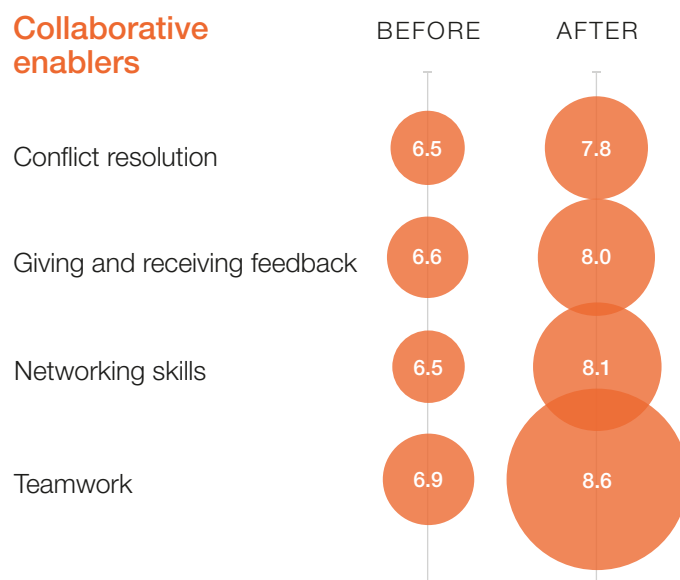 Collaborative
enablers
BEFORE AFTER
Conflict resolution 6.5 7.8
Giving and receiving feedback 6.6 8.0
Networking skills 6.5 8.1
Teamwork 6.9 8.6